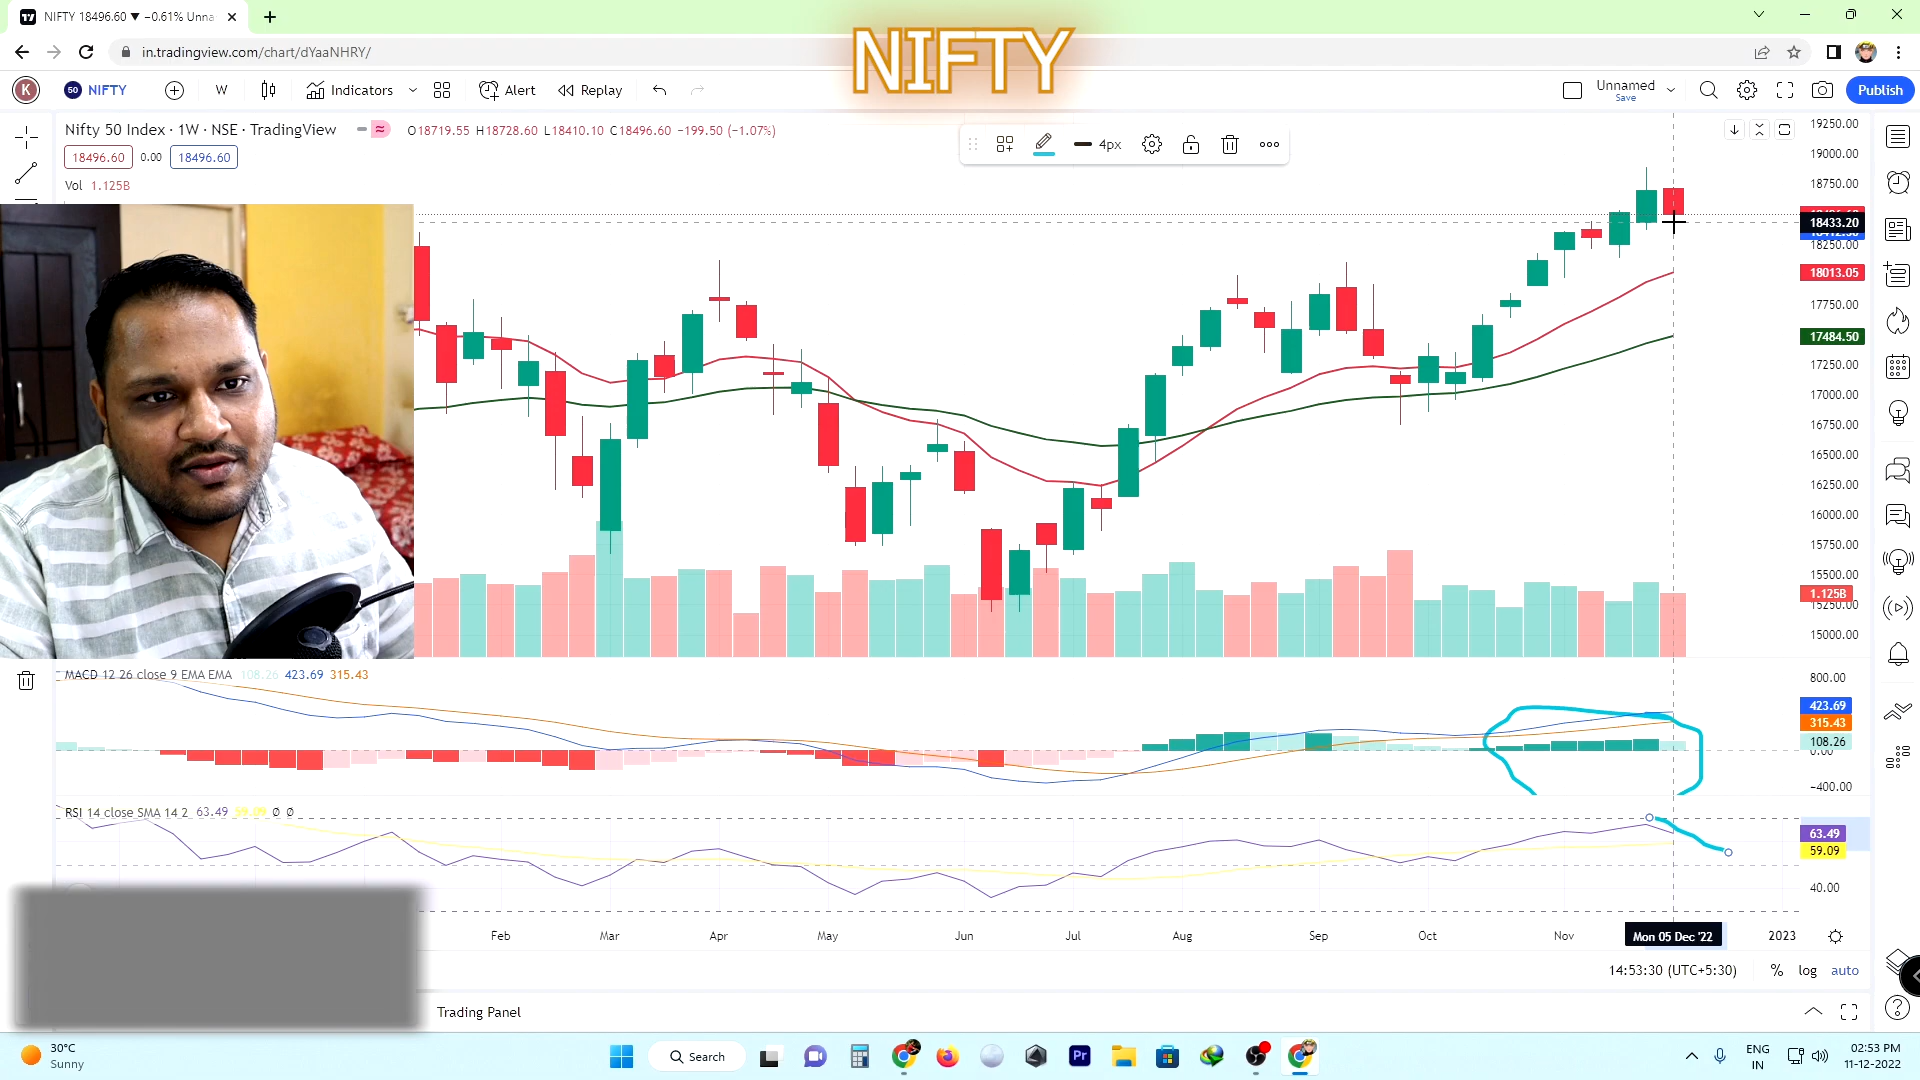 NIFTY 18496.60 ▼ −0.61% Unna
NIFTY
in.tradingview.com/chart/dYaaNHRY/
K
50 NIFTY
W
Indicators
Alert
Replay
Unnamed
Save
Publish
Nifty 50 Index · 1W · NSE · TradingView
O18719.55 H18728.60 L18410.10 C18496.60 −199.50 (−1.07%)
4px
18496.60 0.00 18496.60
Vol 1.125B
19250.00
19000.00
18750.00
18433.20
18250.00
18013.05
17750.00
17484.50
17250.00
17000.00
16750.00
16500.00
16250.00
16000.00
15750.00
15500.00
1.125B
15250.00
15000.00
MACD 12 26 close 9 EMA EMA 108.26 423.69 315.43
800.00
423.69
315.43
108.26
0.00
−400.00
RSI 14 close SMA 14 2 63.49 59.09 Ø Ø
63.49
59.09
40.00
Feb Mar Apr May Jun Jul Aug Sep Oct Nov Mon 05 Dec '22 2023
14:53:30 (UTC+5:30) % log auto
Trading Panel
30°C
Sunny
Search
Pr
ENG
IN
02:53 PM
11-12-2022